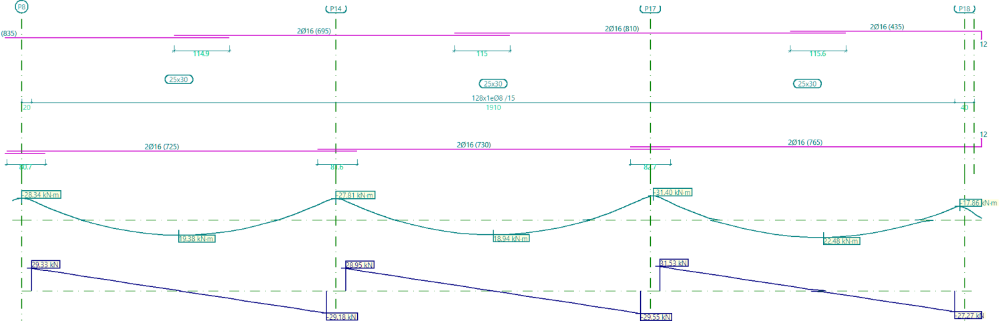 P8 P14 P17 P18
(835) 2Ø16 (695) 2Ø16 (810) 2Ø16 (435)
12
114.9 115 115.6
25x30 25x30 25x30
128x1eØ8 /15
20 1910 40
12
2Ø16 (725) 2Ø16 (730) 2Ø16 (765)
80.7 81.6 82.7
-28.34 kN·m -27.81 kN·m -31.40 kN·m -17.86 kN·m
19.38 kN·m 18.94 kN·m 22.48 kN·m
29.33 kN 28.95 kN 31.53 kN
-29.18 kN -29.55 kN -27.27 kN